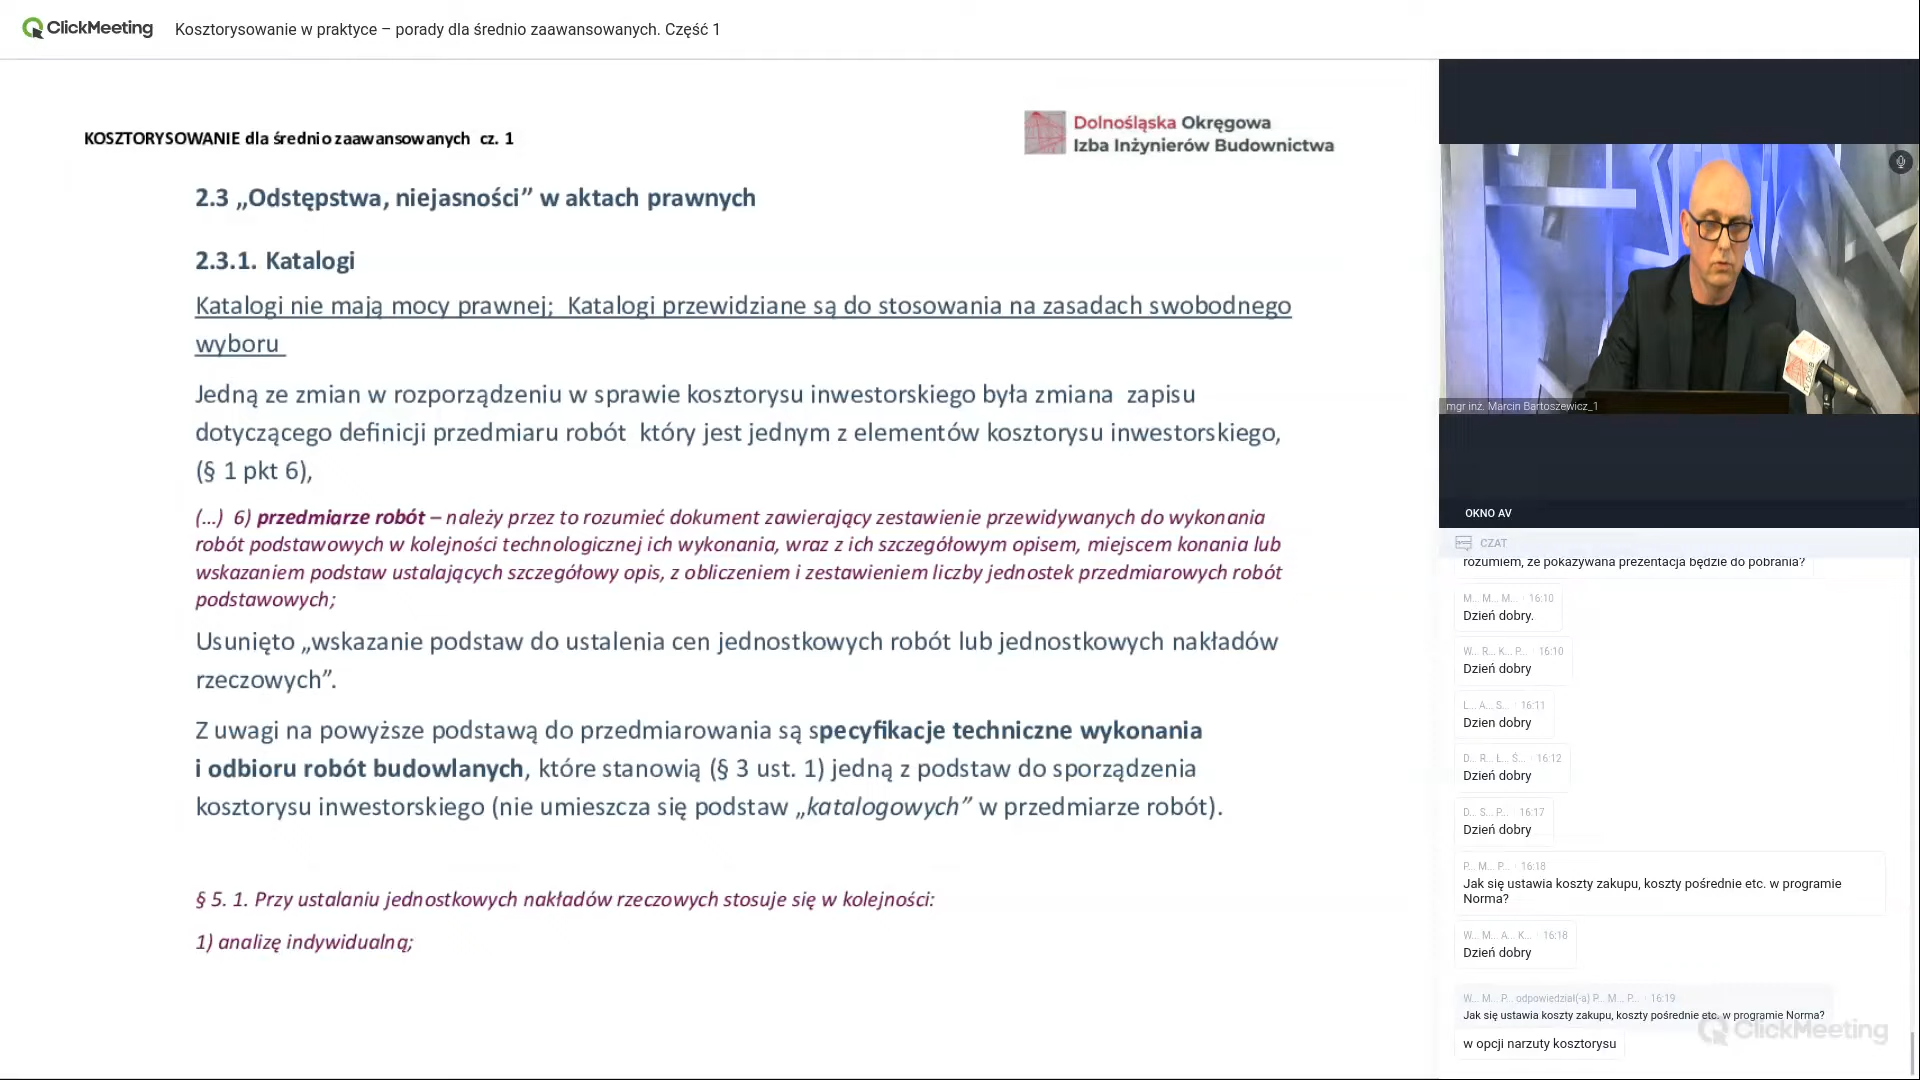 ClickMeeting
Kosztorysowanie w praktyce – porady dla średnio zaawansowanych. Część 1
KOSZTORYSOWANIE dla średnio zaawansowanych cz. 1
Dolnośląska Okręgowa
Izba Inżynierów Budownictwa
2.3 „Odstępstwa, niejasności” w aktach prawnych
2.3.1. Katalogi
Katalogi nie mają mocy prawnej; Katalogi przewidziane są do stosowania na zasadach swobodnego
wyboru
Jedną ze zmian w rozporządzeniu w sprawie kosztorysu inwestorskiego była zmiana zapisu
dotyczącego definicji przedmiaru robót który jest jednym z elementów kosztorysu inwestorskiego,
(§ 1 pkt 6),
(...) 6) przedmiarze robót – należy przez to rozumieć dokument zawierający zestawienie przewidywanych do wykonania
robót podstawowych w kolejności technologicznej ich wykonania, wraz z ich szczegółowym opisem, miejscem konania lub
wskazaniem podstaw ustalających szczegółowy opis, z obliczeniem i zestawieniem liczby jednostek przedmiarowych robót
podstawowych;
Usunięto „wskazanie podstaw do ustalenia cen jednostkowych robót lub jednostkowych nakładów
rzeczowych”.
Z uwagi na powyższe podstawą do przedmiarowania są specyfikacje techniczne wykonania
i odbioru robót budowlanych, które stanowią (§ 3 ust. 1) jedną z podstaw do sporządzenia
kosztorysu inwestorskiego (nie umieszcza się podstaw „katalogowych” w przedmiarze robót).
§ 5. 1. Przy ustalaniu jednostkowych nakładów rzeczowych stosuje się w kolejności:
1) analizę indywidualną;
mgr inż. Marcin Bartoszewicz_1
OKNO AV
CZAT
rozumiem, że pokazywana prezentacja będzie do pobrania?
M... M... M... · 16:10
Dzień dobry.
W... R... K... P... · 16:10
Dzień dobry
L... A... S... · 16:11
Dzien dobry
D... R... Ł... Ś... · 16:12
Dzień dobry
D... S... P... · 16:17
Dzień dobry
P... M... P... · 16:18
Jak się ustawia koszty zakupu, koszty pośrednie etc. w programie
Norma?
W... M... A... K... · 16:18
Dzień dobry
W... M... P... odpowiedział(-a) P... M... P... · 16:19
Jak się ustawia koszty zakupu, koszty pośrednie etc. w programie Norma?
w opcji narzuty kosztorysu
ClickMeeting